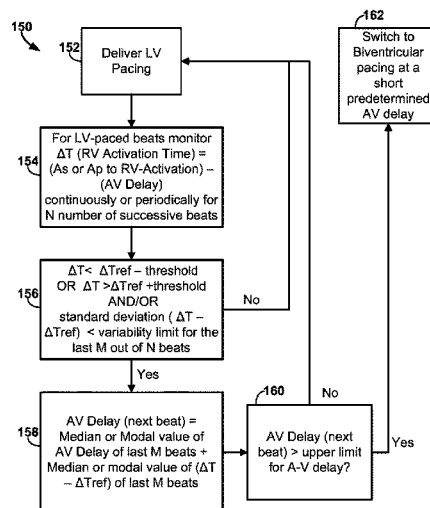 150
152
Deliver LV
Pacing
162
Switch to
Biventricular
pacing at a
short
predetermined
AV delay
154
For LV-paced beats monitor
ΔT (RV Activation Time) =
(As or Ap to RV-Activation) –
(AV Delay)
continuously or periodically for
N number of successive beats
156
ΔT< ΔTref – threshold
OR ΔT >ΔTref +threshold
AND/OR
standard deviation ( ΔT –
ΔTref) < variability limit for the
last M out of N beats
No
Yes
158
AV Delay (next beat) =
Median or Modal value of
AV Delay of last M beats +
Median or modal value of (ΔT
– ΔTref) of last M beats
160
No
AV Delay (next
beat) > upper limit
for A-V delay?
Yes